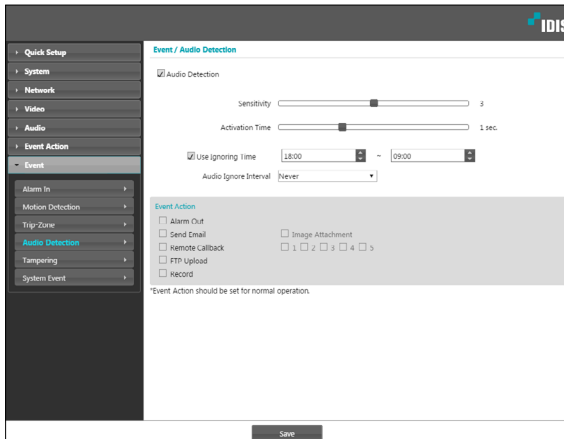 IDIS
Quick Setup
System
Network
Video
Audio
Event Action
Event
Alarm In
Motion Detection
Trip-Zone
Audio Detection
Tampering
System Event
Event / Audio Detection
Audio Detection
Sensitivity 3
Activation Time 1 sec.
Use Ignoring Time 18:00 ~ 09:00
Audio Ignore Interval Never
Event Action
Alarm Out
Send Email Image Attachment
Remote Callback 1 2 3 4 5
FTP Upload
Record
*Event Action should be set for normal operation.
Save